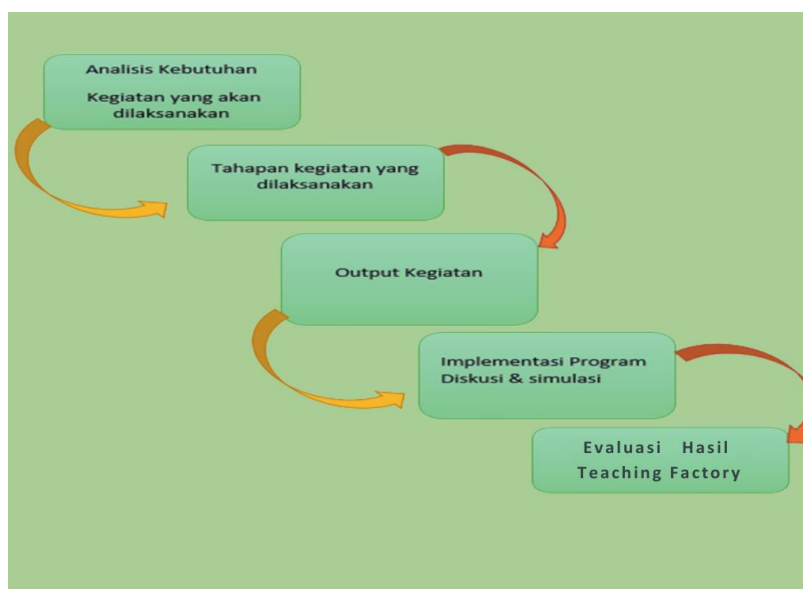 Analisis Kebutuhan
Kegiatan yang akan
dilaksanakan
Tahapan kegiatan yang
dilaksanakan
Output Kegiatan
Implementasi Program
Diskusi & simulasi
Evaluasi Hasil
Teaching Factory